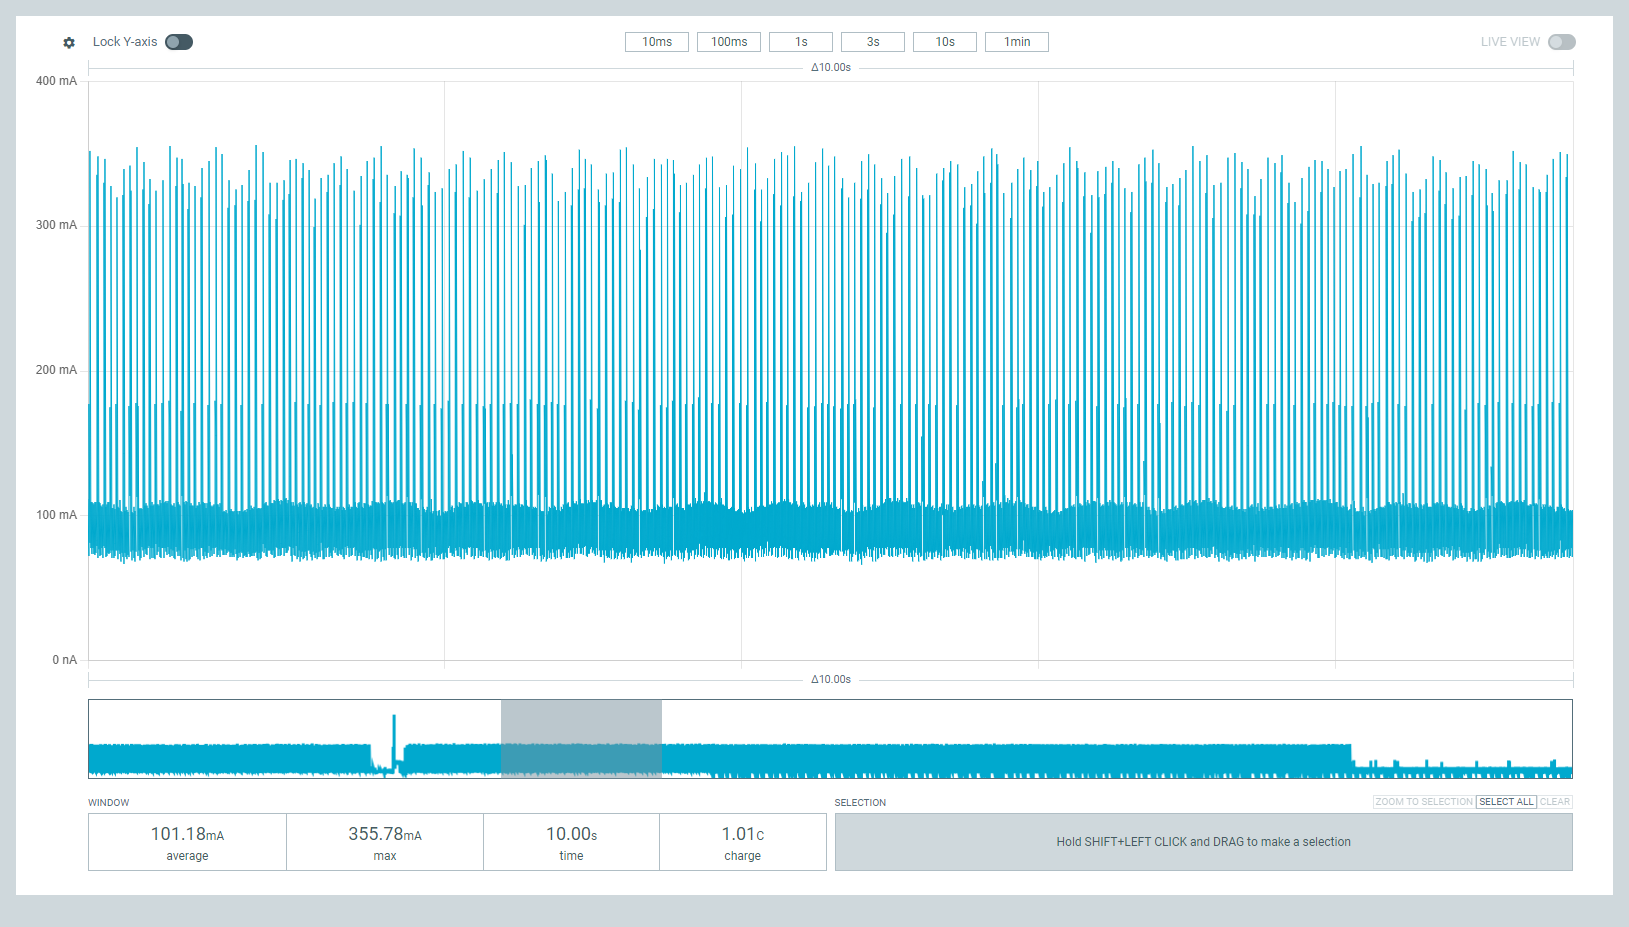 Lock Y-axis 10ms 100ms 1s 3s 10s 1min LIVE VIEW
Δ10.00s
400 mA
300 mA
200 mA
100 mA
0 nA
Δ10.00s
WINDOW SELECTION ZOOM TO SELECTION SELECT ALL CLEAR
101.18mA 355.78mA 10.00s 1.01C
average max time charge
Hold SHIFT+LEFT CLICK and DRAG to make a selection